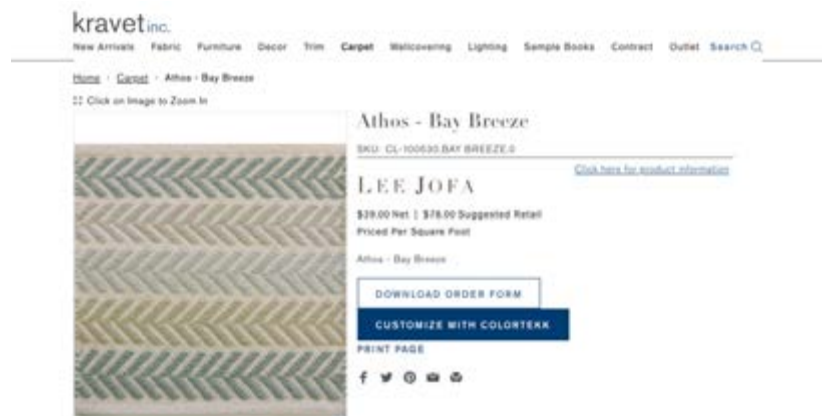 kravet inc.
New Arrivals Fabric Furniture Decor Trim Carpet Wallcovering Lighting Sample Books Contract Outlet Search
Home · Carpet · Athos - Bay Breeze
Click on Image to Zoom In
Athos - Bay Breeze
SKU: CL-100630.BAY BREEZE.0
Click here for product information
LEE JOFA
$39.00 Net | $78.00 Suggested Retail
Priced Per Square Foot
Athos - Bay Breeze
DOWNLOAD ORDER FORM
CUSTOMIZE WITH COLORTEKK
PRINT PAGE